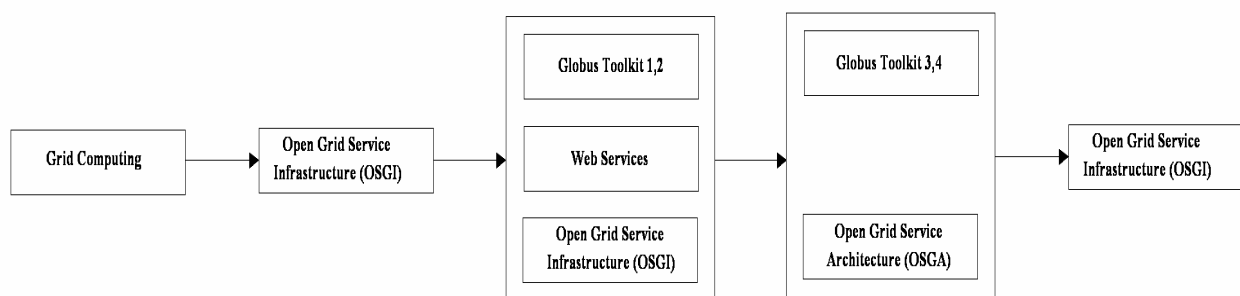 Grid Computing
Open Grid Service
Infrastructure (OSGI)
Globus Toolkit 1,2
Web Services
Open Grid Service
Infrastructure (OSGI)
Globus Toolkit 3,4
Open Grid Service
Architecture (OSGA)
Open Grid Service
Infrastructure (OSGI)